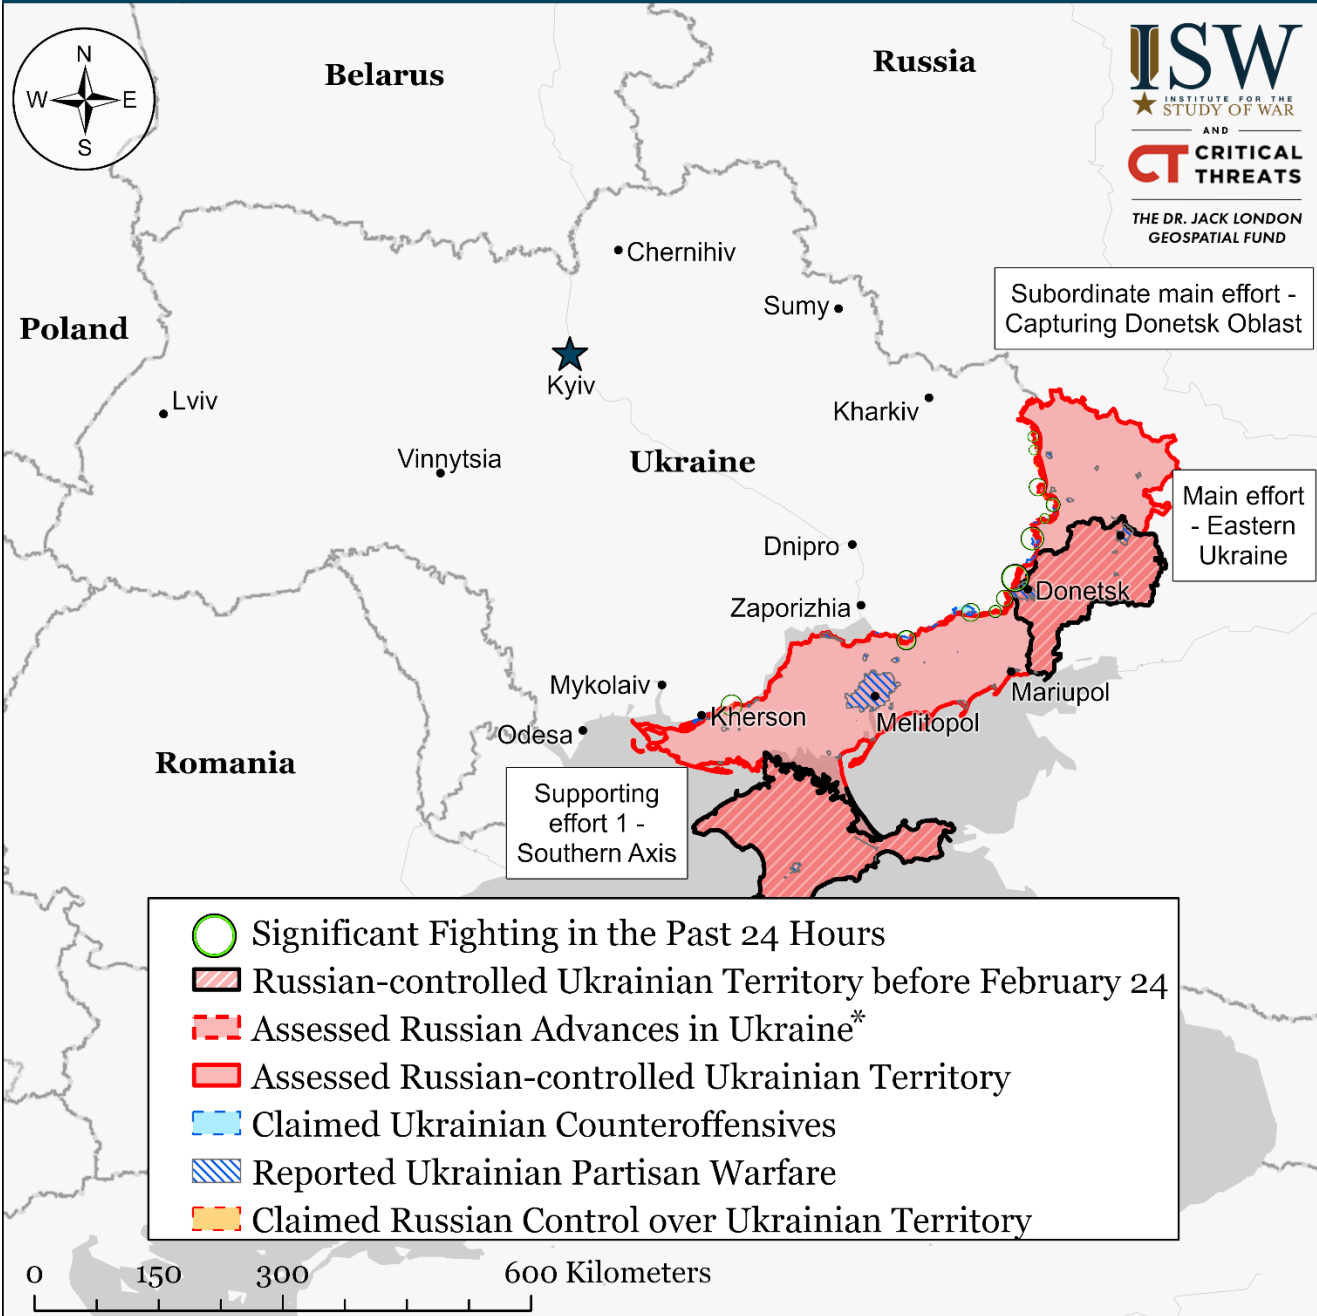 N
W
E
S
Belarus
Russia
ISW
INSTITUTE FOR THE
STUDY OF WAR
AND
CT CRITICAL
THREATS
THE DR. JACK LONDON
GEOSPATIAL FUND
Chernihiv
Sumy
Subordinate main effort -
Capturing Donetsk Oblast
Poland
Kyiv
Lviv
Kharkiv
Vinnytsia
Ukraine
Main effort
- Eastern
Ukraine
Dnipro
Donetsk
Zaporizhia
Mykolaiv
Mariupol
Kherson
Melitopol
Odesa
Romania
Supporting
effort 1 -
Southern Axis
Significant Fighting in the Past 24 Hours
Russian-controlled Ukrainian Territory before February 24
Assessed Russian Advances in Ukraine*
Assessed Russian-controlled Ukrainian Territory
Claimed Ukrainian Counteroffensives
Reported Ukrainian Partisan Warfare
Claimed Russian Control over Ukrainian Territory
0 150 300 600 Kilometers